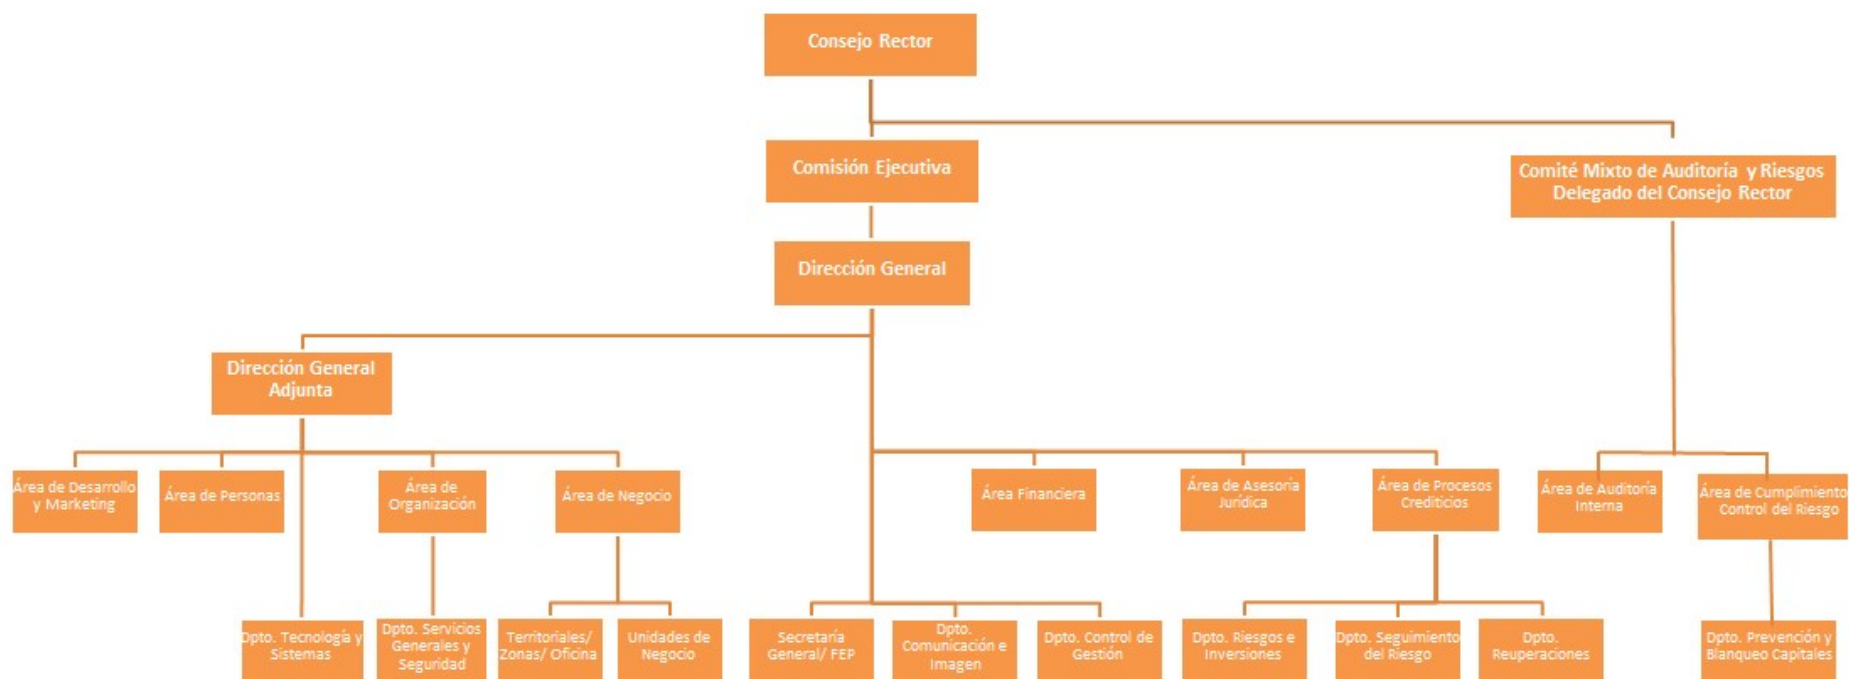 Consejo Rector
Comisión Ejecutiva
Comité Mixto de Auditoría y Riesgos
Delegado del Consejo Rector
Dirección General
Dirección General
Adjunta
Área de Desarrollo
y Marketing
Área de Personas
Área de
Organización
Área de Negocio
Área Financiera
Área de Asesoría
Jurídica
Área de Procesos
Crediticios
Área de Auditoría
Interna
Área de Cumplimiento
Control del Riesgo
Dpto. Tecnología y
Sistemas
Dpto. Servicios
Generales y
Seguridad
Territoriales/
Zonas/ Oficina
Unidades de
Negocio
Secretaría
General/ FEP
Dpto.
Comunicación e
Imagen
Dpto. Control de
Gestión
Dpto. Riesgos e
Inversiones
Dpto. Seguimiento
del Riesgo
Dpto.
Reuperaciones
Dpto. Prevención y
Blanqueo Capitales